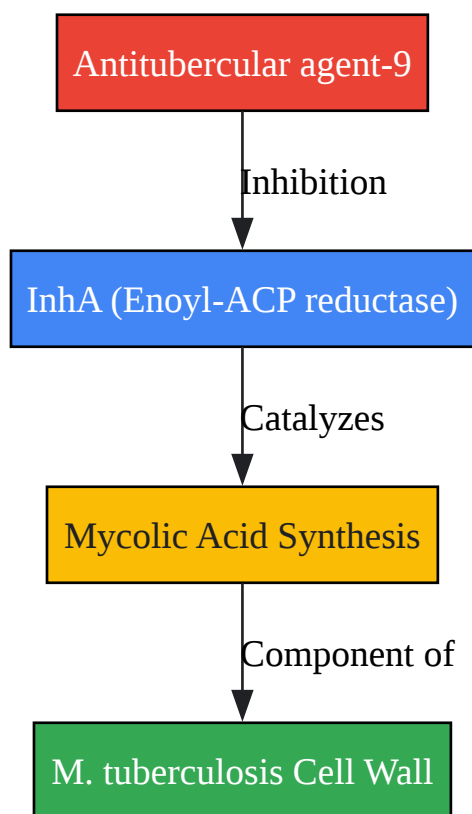 Antitubercular agent-9
Inhibition
InhA (Enoyl-ACP reductase)
Catalyzes
Mycolic Acid Synthesis
Component of
M. tuberculosis Cell Wall